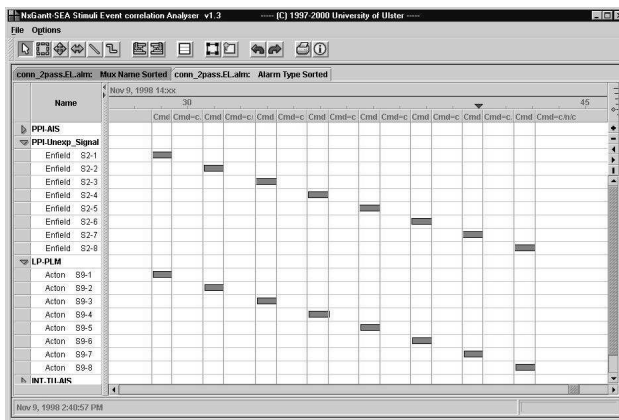 NxGantt-SEA Stimuli Event correlation Analyser v1.3 ----- (C) 1997-2000 University of Ulster -----
File Options
conn_2pass.EL.alm: Mux Name Sorted conn_2pass.EL.alm: Alarm Type Sorted
Name
Nov 9, 1998 14:xx
30 45
Cmd Cmd=c. Cmd Cmd=c. Cmd Cmd=c Cmd Cmd=c Cmd Cmd=c Cmd Cmd=c Cmd Cmd=c Cmd Cmd=c/n/c
PPI-AIS
PPI-Unexp_Signal
Enfield S2-1
Enfield S2-2
Enfield S2-3
Enfield S2-4
Enfield S2-5
Enfield S2-6
Enfield S2-7
Enfield S2-8
LP-PLM
Acton S9-1
Acton S9-2
Acton S9-3
Acton S9-4
Acton S9-5
Acton S9-6
Acton S9-7
Acton S9-8
INT-TU-AIS
Nov 9, 1998 2:40:57 PM